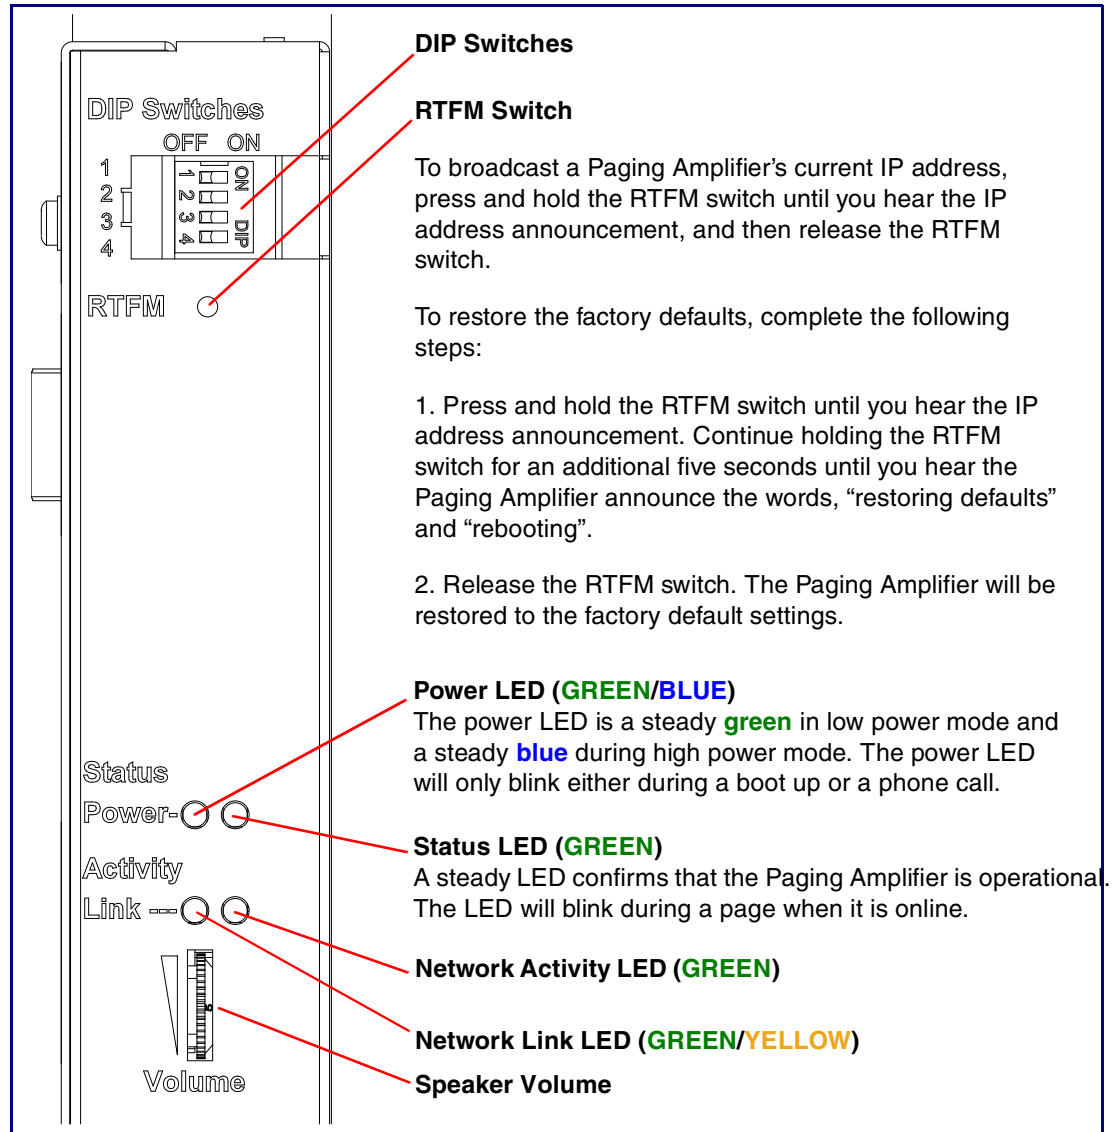 DIP Switches
RTFM Switch
To broadcast a Paging Amplifier’s current IP address,
press and hold the RTFM switch until you hear the IP
address announcement, and then release the RTFM
switch.
To restore the factory defaults, complete the following
steps:
1. Press and hold the RTFM switch until you hear the IP
address announcement. Continue holding the RTFM
switch for an additional five seconds until you hear the
Paging Amplifier announce the words, “restoring defaults”
and “rebooting”.
2. Release the RTFM switch. The Paging Amplifier will be
restored to the factory default settings.
Power LED (GREEN/BLUE)
The power LED is a steady green in low power mode and
a steady blue during high power mode. The power LED
will only blink either during a boot up or a phone call.
Status LED (GREEN)
A steady LED confirms that the Paging Amplifier is operational.
The LED will blink during a page when it is online.
Network Activity LED (GREEN)
Network Link LED (GREEN/YELLOW)
Speaker Volume
DIP Switches
OFF ON
1
2
3
4
1
2
3
4
ON DIP
RTFM
Status
Power-
Activity
Link ---
5
Volume